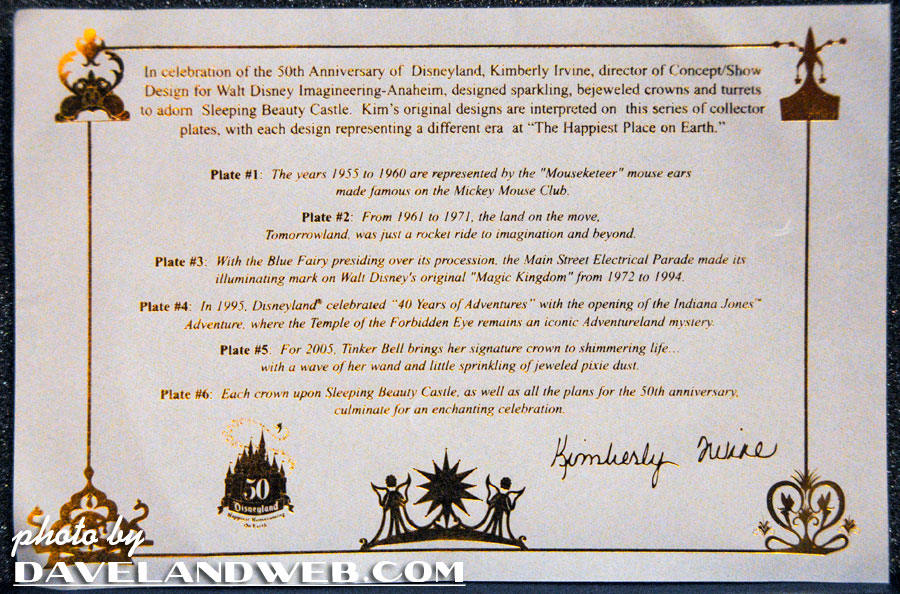 In celebration of the 50th Anniversary of Disneyland, Kimberly Irvine, director of Concept/Show
Design for Walt Disney Imagineering-Anaheim, designed sparkling, bejeweled crowns and turrets
to adorn Sleeping Beauty Castle. Kim's original designs are interpreted on this series of collector
plates, with each design representing a different era at "The Happiest Place on Earth."
Plate #1: The years 1955 to 1960 are represented by the "Mouseketeer" mouse ears
made famous on the Mickey Mouse Club.
Plate #2: From 1961 to 1971, the land on the move,
Tomorrowland, was just a rocket ride to imagination and beyond.
Plate #3: With the Blue Fairy presiding over its procession, the Main Street Electrical Parade made its
illuminating mark on Walt Disney's original "Magic Kingdom" from 1972 to 1994.
Plate #4: In 1995, Disneyland® celebrated "40 Years of Adventures" with the opening of the Indiana Jones™
Adventure, where the Temple of the Forbidden Eye remains an iconic Adventureland mystery.
Plate #5: For 2005, Tinker Bell brings her signature crown to shimmering life...
with a wave of her wand and little sprinkling of jeweled pixie dust.
Plate #6: Each crown upon Sleeping Beauty Castle, as well as all the plans for the 50th anniversary,
culminate for an enchanting celebration.
Kimberly Irvine
50
Disneyland
Happiest Homecoming
On Earth
photo by
DAVELANDWEB.COM